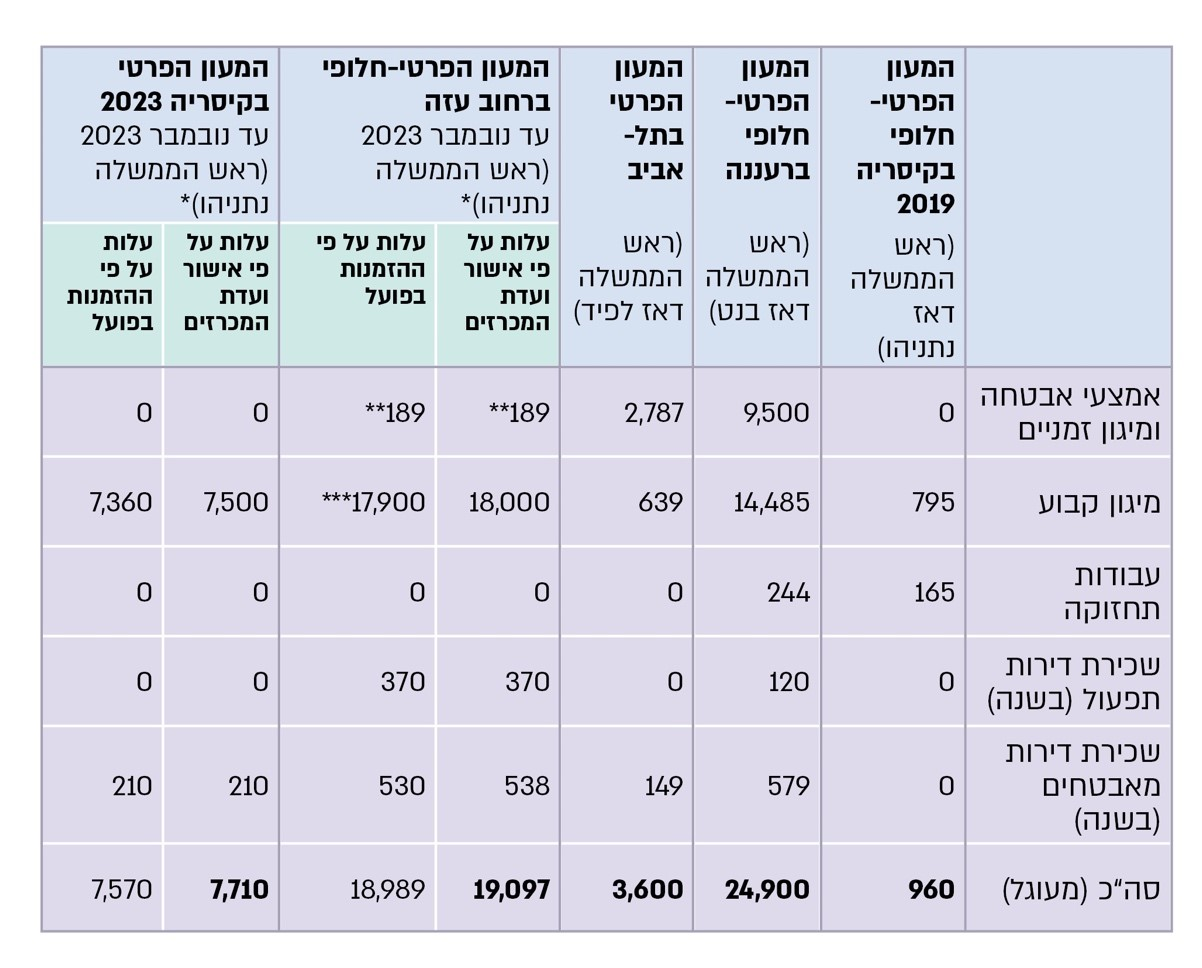 המעון
הפרטי-
חלופי
בקיסריה
2019
(ראש
הממשלה
דאז
נתניהו)
המעון
הפרטי-
חלופי
ברעננה
(ראש
הממשלה
דאז בנט)
המעון
הפרטי
בתל-
אביב
(ראש
הממשלה
דאז לפיד)
המעון הפרטי-חלופי
ברחוב עזה
עד נובמבר 2023
(ראש הממשלה
נתניהו)*
המעון הפרטי
בקיסריה 2023
עד נובמבר 2023
(ראש הממשלה
נתניהו)*
עלות על
פי אישור
ועדת
המכרזים
עלות על פי
ההזמנות
בפועל
עלות על
פי אישור
ועדת
המכרזים
עלות
על פי
ההזמנות
בפועל
אמצעי אבטחה
ומיגון זמניים
0
9,500
2,787
189**
189**
0
0
מיגון קבוע
795
14,485
639
18,000
17,900***
7,500
7,360
עבודות
תחזוקה
165
244
0
0
0
0
0
שכירת דירות
תפעול (בשנה)
0
120
0
370
370
0
0
שכירת דירות
מאבטחים
(בשנה)
0
579
149
538
530
210
210
סה"כ (מעוגל)
960
24,900
3,600
19,097
18,989
7,710
7,570